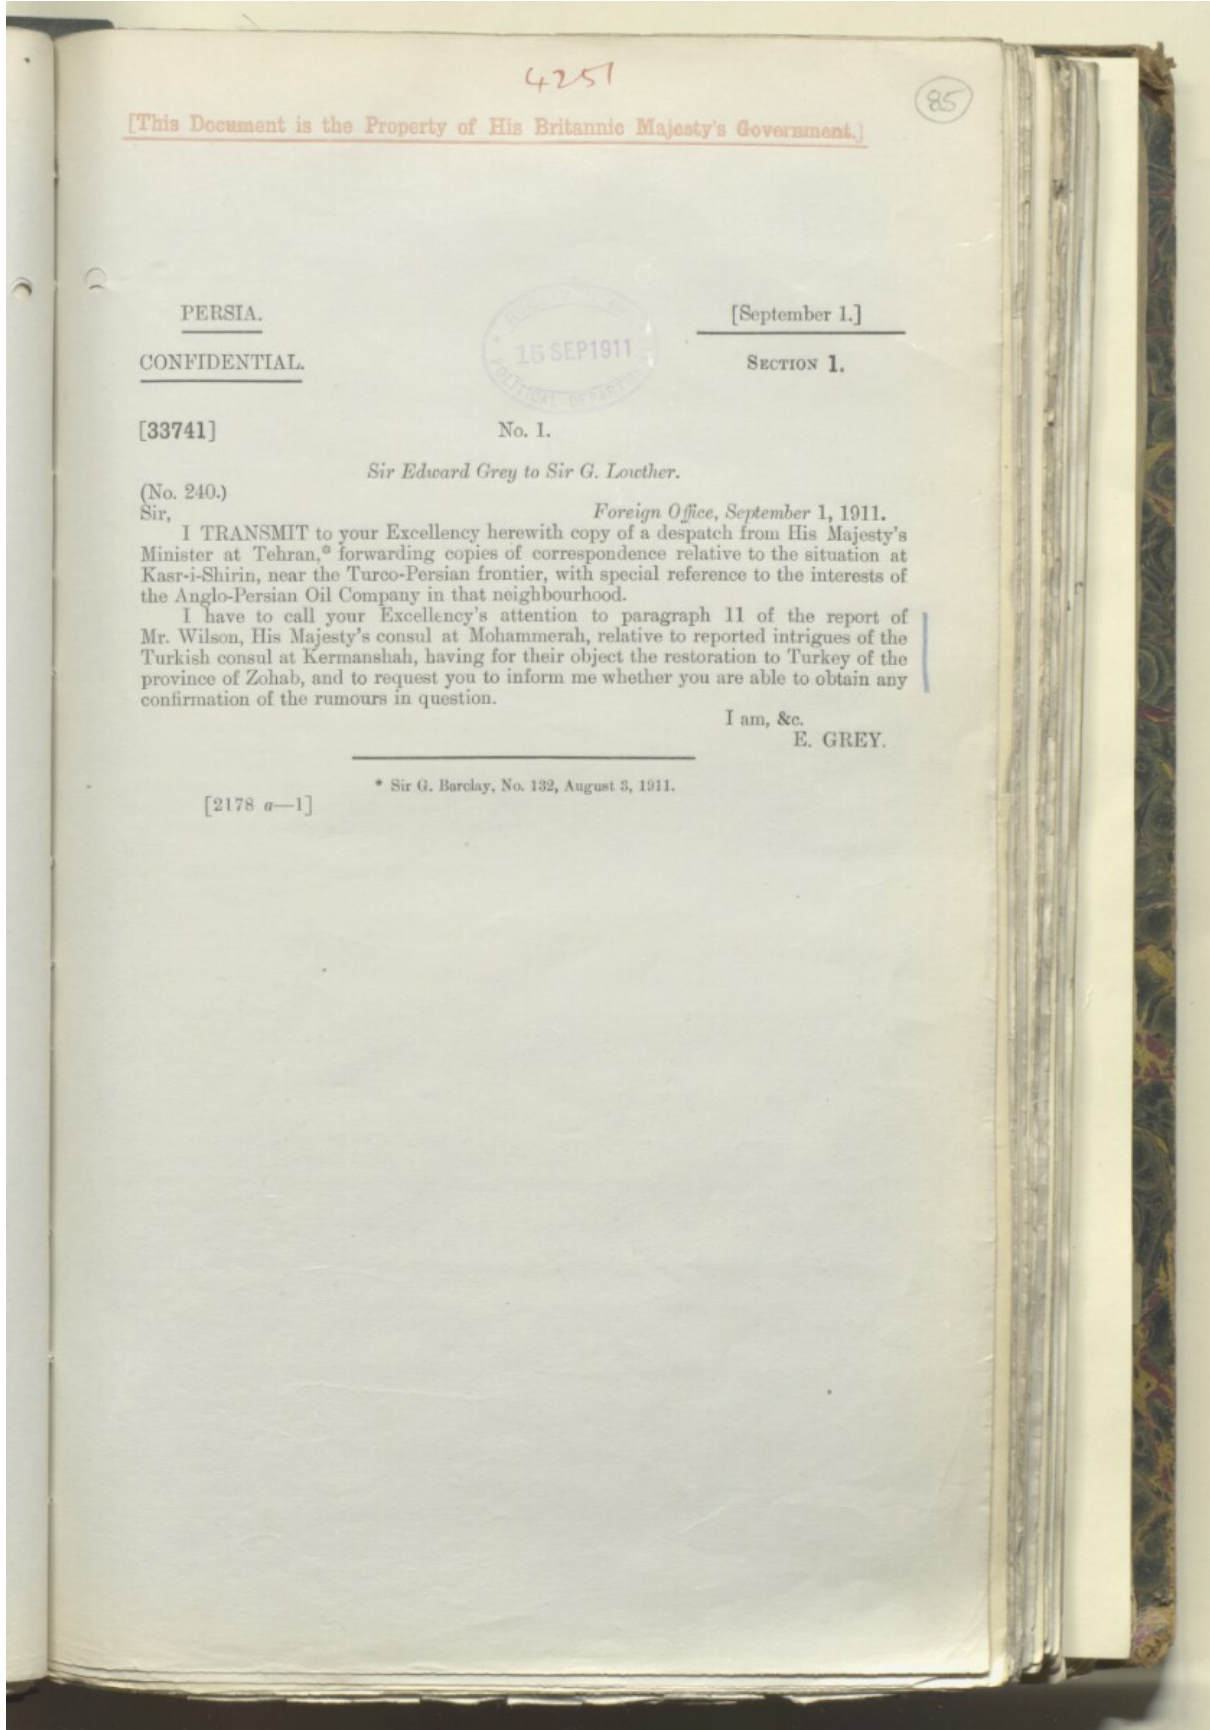 4251
85
[This Document is the Property of His Britannic Majesty's Government.]
PERSIA.
[September 1.]
CONFIDENTIAL.
15 SEP 1911
POLITICAL DEPARTMENT
SECTION 1.
[33741]
No. 1.
Sir Edward Grey to Sir G. Lowther.
(No. 240.)
Sir,
Foreign Office, September 1, 1911.
I TRANSMIT to your Excellency herewith copy of a despatch from His Majesty's
Minister at Tehran,* forwarding copies of correspondence relative to the situation at
Kasr-i-Shirin, near the Turco-Persian frontier, with special reference to the interests of
the Anglo-Persian Oil Company in that neighbourhood.
I have to call your Excellency's attention to paragraph 11 of the report of
Mr. Wilson, His Majesty's consul at Mohammerah, relative to reported intrigues of the
Turkish consul at Kermanshah, having for their object the restoration to Turkey of the
province of Zohab, and to request you to inform me whether you are able to obtain any
confirmation of the rumours in question.
I am, &c.
E. GREY.
* Sir G. Barclay, No. 132, August 3, 1911.
[2178 a—1]